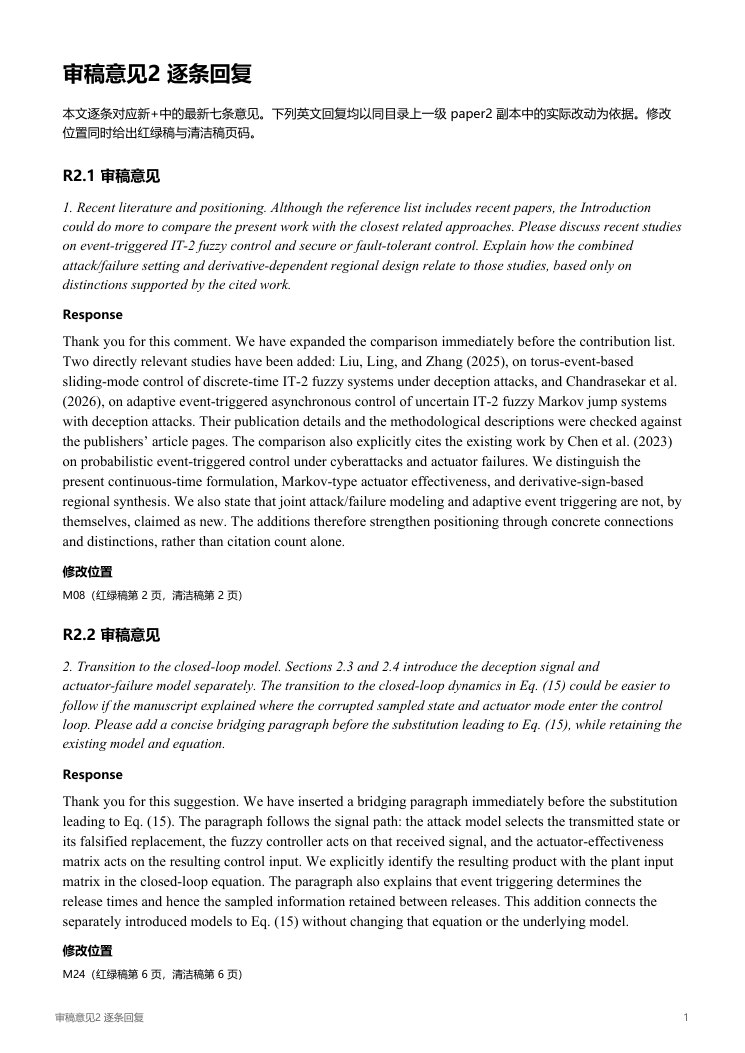 审稿意见2 逐条回复
本文逐条对应新+中的最新七条意见。下列英文回复均以同目录上一级 paper2 副本中的实际改动为依据。修改
位置同时给出红绿稿与清洁稿页码。
R2.1 审稿意见
1. Recent literature and positioning. Although the reference list includes recent papers, the Introduction
could do more to compare the present work with the closest related approaches. Please discuss recent studies
on event-triggered IT-2 fuzzy control and secure or fault-tolerant control. Explain how the combined
attack/failure setting and derivative-dependent regional design relate to those studies, based only on
distinctions supported by the cited work.
Response
Thank you for this comment. We have expanded the comparison immediately before the contribution list.
Two directly relevant studies have been added: Liu, Ling, and Zhang (2025), on torus-event-based
sliding-mode control of discrete-time IT-2 fuzzy systems under deception attacks, and Chandrasekar et al.
(2026), on adaptive event-triggered asynchronous control of uncertain IT-2 fuzzy Markov jump systems
with deception attacks. Their publication details and the methodological descriptions were checked against
the publishers’ article pages. The comparison also explicitly cites the existing work by Chen et al. (2023)
on probabilistic event-triggered control under cyberattacks and actuator failures. We distinguish the
present continuous-time formulation, Markov-type actuator effectiveness, and derivative-sign-based
regional synthesis. We also state that joint attack/failure modeling and adaptive event triggering are not, by
themselves, claimed as new. The additions therefore strengthen positioning through concrete connections
and distinctions, rather than citation count alone.
修改位置
M08（红绿稿第 2 页，清洁稿第 2 页）
R2.2 审稿意见
2. Transition to the closed-loop model. Sections 2.3 and 2.4 introduce the deception signal and
actuator-failure model separately. The transition to the closed-loop dynamics in Eq. (15) could be easier to
follow if the manuscript explained where the corrupted sampled state and actuator mode enter the control
loop. Please add a concise bridging paragraph before the substitution leading to Eq. (15), while retaining the
existing model and equation.
Response
Thank you for this suggestion. We have inserted a bridging paragraph immediately before the substitution
leading to Eq. (15). The paragraph follows the signal path: the attack model selects the transmitted state or
its falsified replacement, the fuzzy controller acts on that received signal, and the actuator-effectiveness
matrix acts on the resulting control input. We explicitly identify the resulting product with the plant input
matrix in the closed-loop equation. The paragraph also explains that event triggering determines the
release times and hence the sampled information retained between releases. This addition connects the
separately introduced models to Eq. (15) without changing that equation or the underlying model.
修改位置
M24（红绿稿第 6 页，清洁稿第 6 页）
审稿意见2 逐条回复
1